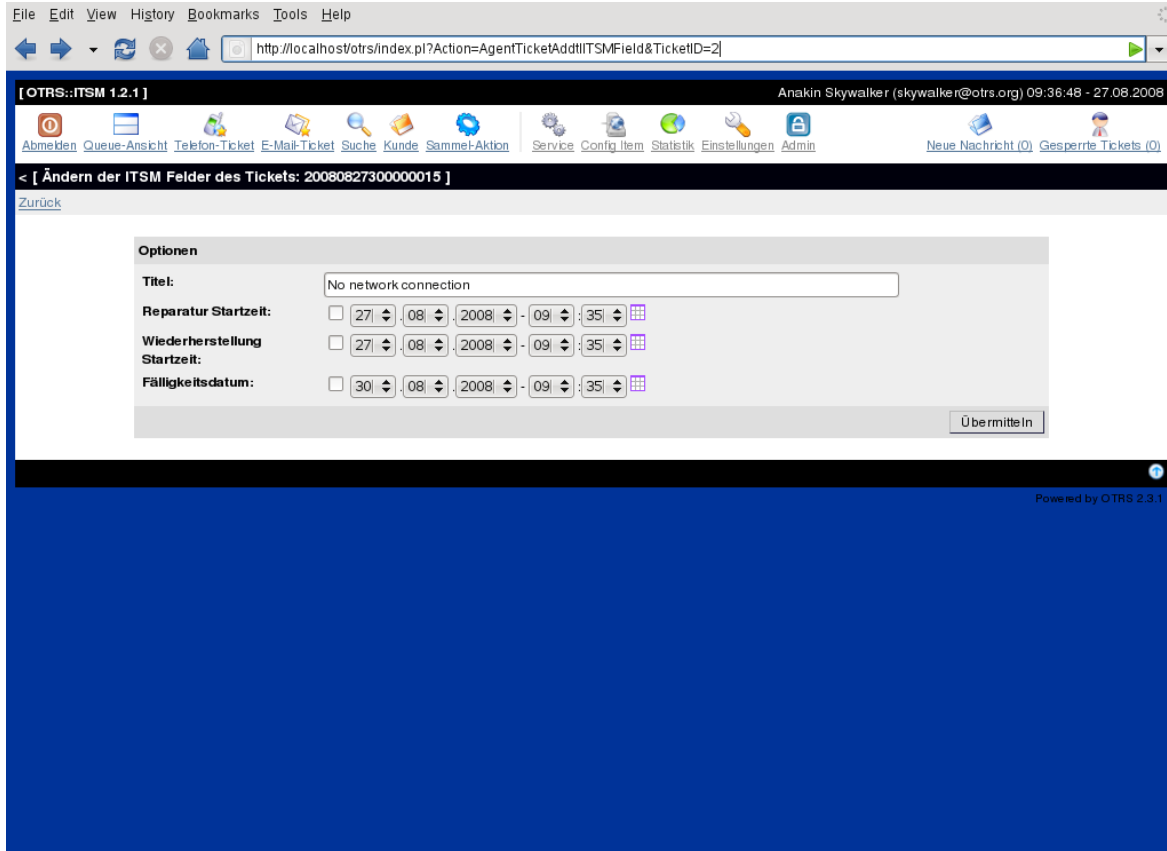 File Edit View History Bookmarks Tools Help
http://localhost/otrs/index.pl?Action=AgentTicketAddtlITSMField&TicketID=2
[ OTRS::ITSM 1.2.1 ] Anakin Skywalker (skywalker@otrs.org) 09:36:48 - 27.08.2008
Abmelden Queue-Ansicht Telefon-Ticket E-Mail-Ticket Suche Kunde Sammel-Aktion Service Config Item Statistik Einstellungen Admin Neue Nachricht (0) Gesperrte Tickets (0)
< [ Ändern der ITSM Felder des Tickets: 20080827300000015 ]
Zurück
Optionen
Titel: No network connection
Reparatur Startzeit: 27 . 08 . 2008 - 09 : 35
Wiederherstellung Startzeit: 27 . 08 . 2008 - 09 : 35
Fälligkeitsdatum: 30 . 08 . 2008 - 09 : 35
Übermitteln
Powered by OTRS 2.3.1